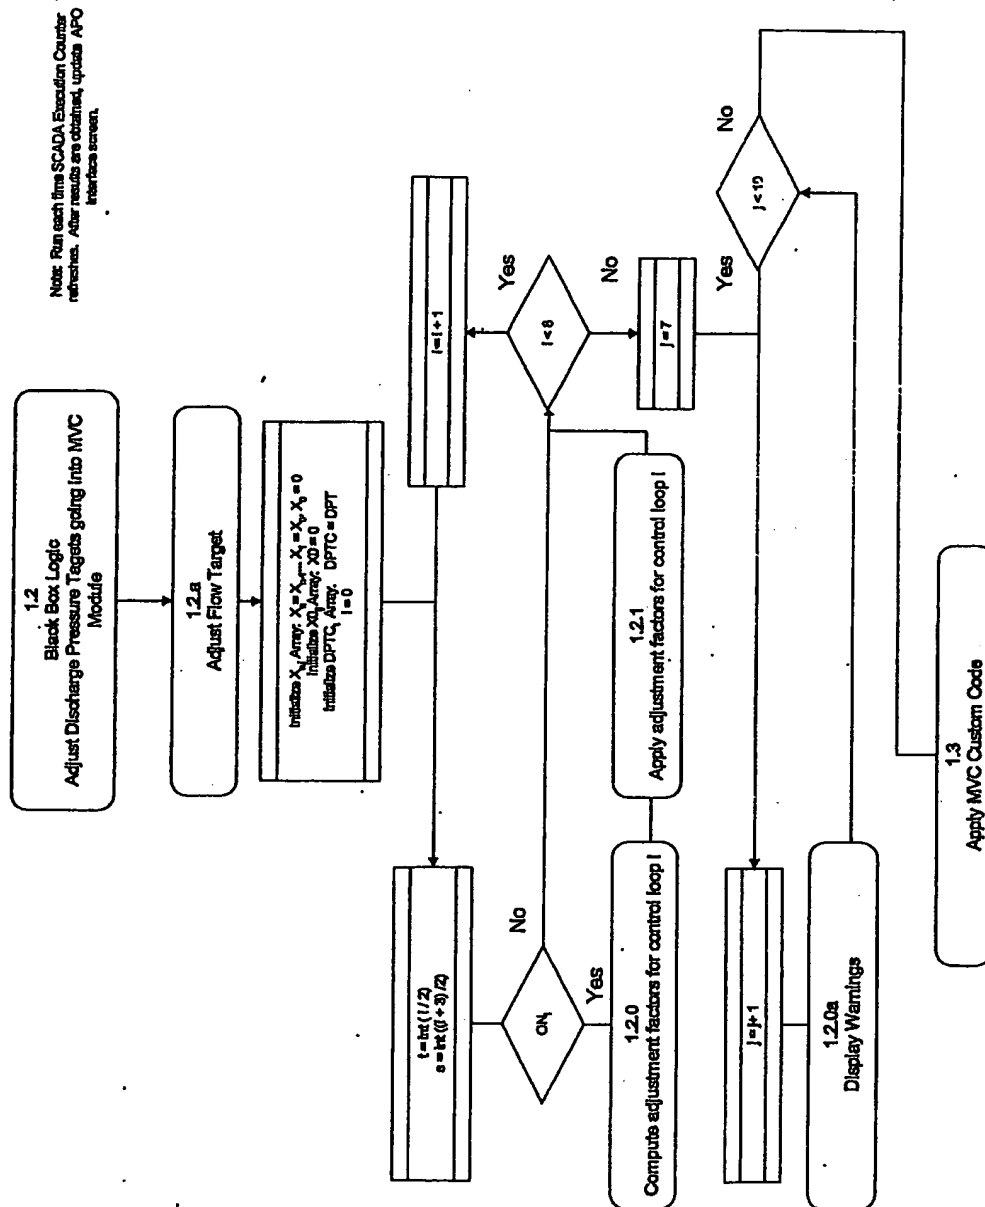 Note: Run each time SCADA Execution Counter
refreshes. After results are obtained, update APO
interface screen.
1.2
Black Box Logic
Adjust Discharge Pressure Tagets going into MVC
Module
1.2.a
Adjust Flow Target
Array:
= 0
Initialize XD, Array: XD = 0
Initialize DPTC, Array: DPTC = DPT
I = 0
I = I + 1
t = Int (I / 2)
s = Int ((I + 3) / 2)
ON
No
Yes
I < 8
Yes
No
1.2.0
Compute adjustment factors for control loop I
1.2.1
Apply adjustment factors for control loop I
j = 7
j = j + 1
1.2.0a
Display Warnings
j < 10
Yes
No
1.3
Apply MVC Custom Code